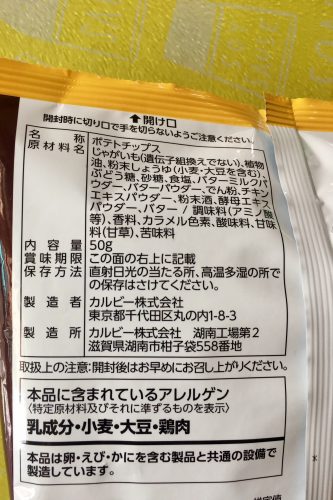 ⬆開け口
開封時に切り口で手を切らないようご注意ください。
名称 ポテトチップス
原材料名 じゃがいも(遺伝子組換えでない)、植物
油、粉末しょうゆ(小麦・大豆を含む)、
ぶどう糖、砂糖、食塩、バターミルクパ
ウダー、バターパウダー、でん粉、チキン
エキスパウダー、粉末酒、酵母エキス
パウダー、バター/調味料(アミノ酸
等)、香料、カラメル色素、酸味料、甘味
料(甘草)、苦味料
内容量 50g
賞味期限 この面の右上に記載
保存方法 直射日光の当たる所、高温多湿の所で
の保存はさけてください。
製造者 カルビー株式会社
東京都千代田区丸の内1-8-3
製造所 カルビー株式会社 湖南工場第2
滋賀県湖南市柑子袋558番地
取扱上の注意:開封後はお早めにお召し上がりください。
本品に含まれているアレルゲン
〈特定原材料及びそれに準ずるものを表示〉
乳成分・小麦・大豆・鶏肉
本品は卵・えび・かにを含む製品と共通の設備で
製造しています。